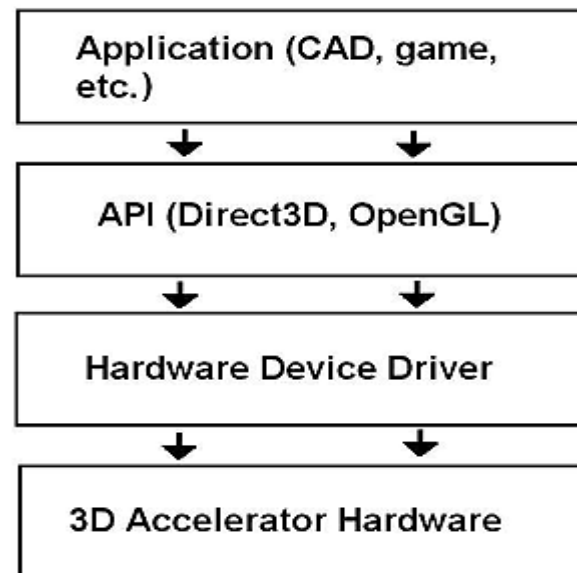 Application (CAD, game,
etc.)
API (Direct3D, OpenGL)
Hardware Device Driver
3D Accelerator Hardware